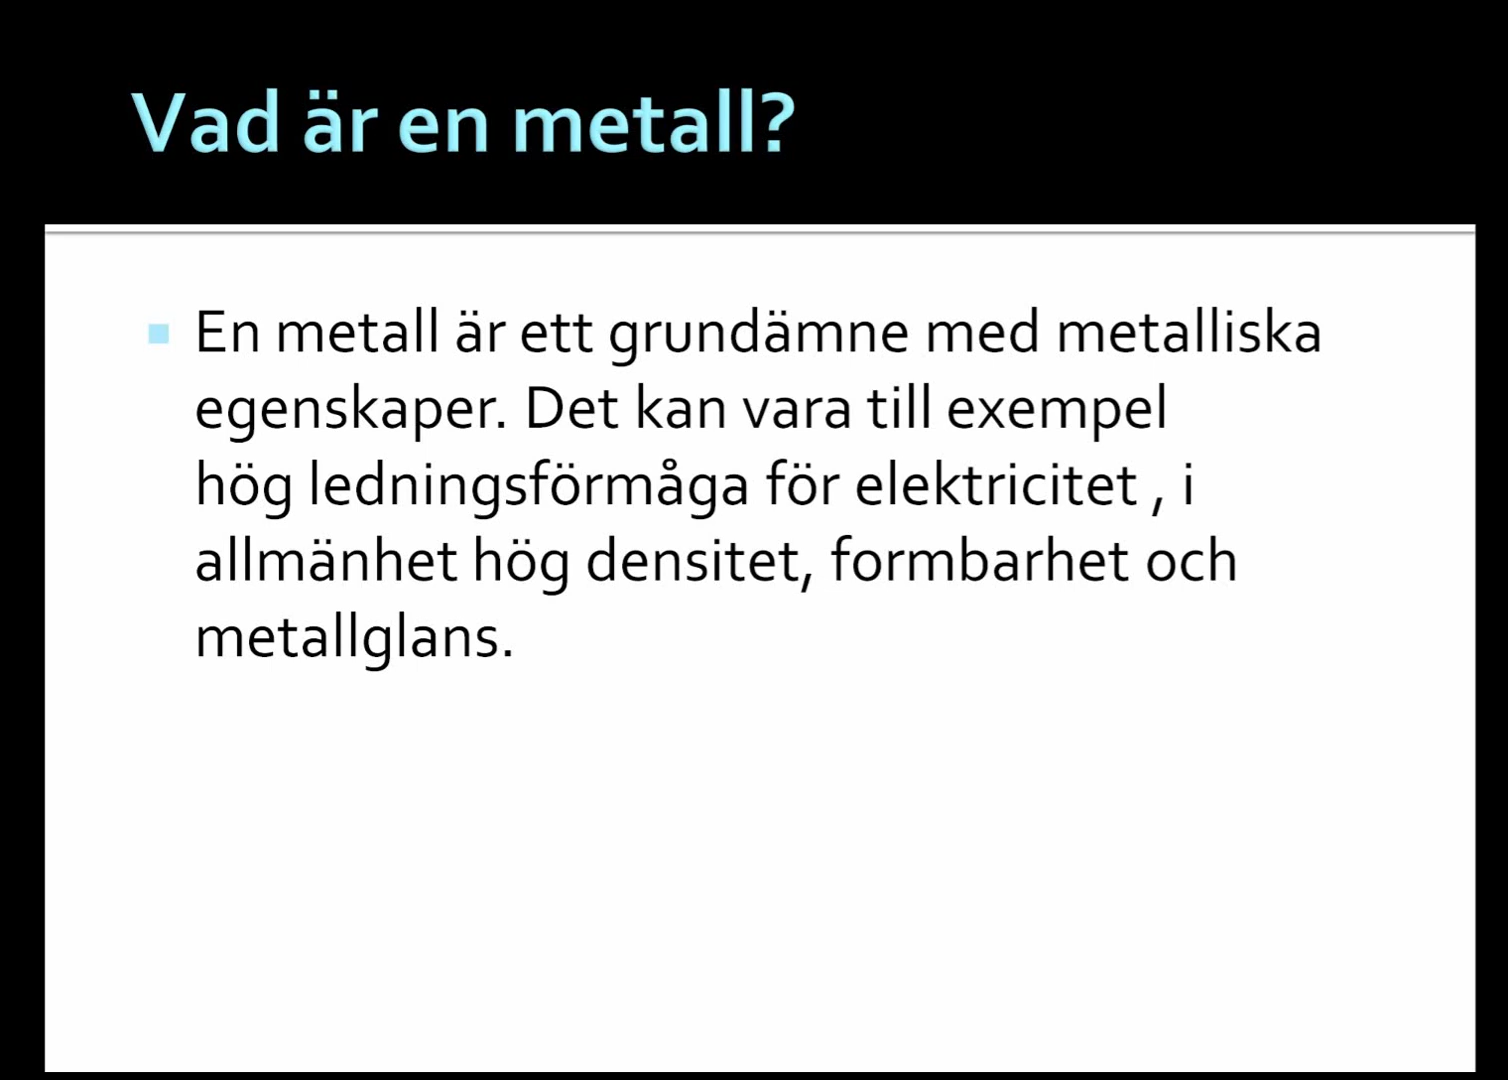 Vad är en metall?
En metall är ett grundämne med metalliska
egenskaper. Det kan vara till exempel
hög ledningsförmåga för elektricitet , i
allmänhet hög densitet, formbarhet och
metallglans.